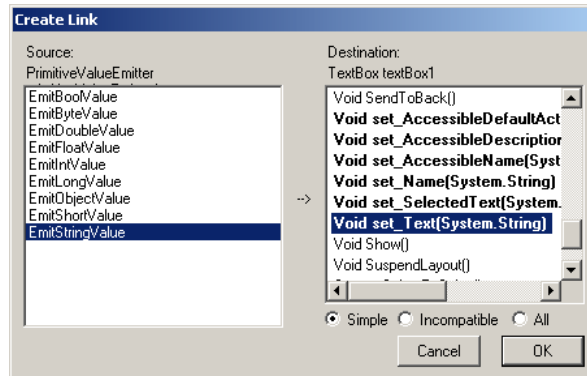 Create Link
Source:
PrimitiveValueEmitter
EmitBoolValue
EmitByteValue
EmitDoubleValue
EmitFloatValue
EmitIntValue
EmitLongValue
EmitObjectValue
EmitShortValue
EmitStringValue
-->
Destination:
TextBox textBox1
Void SendToBack()
Void set_AccessibleDefaultAct
Void set_AccessibleDescription
Void set_AccessibleName(Syst
Void set_Name(System.String)
Void set_SelectedText(System.
Void set_Text(System.String)
Void Show()
Void SuspendLayout()
Simple Incompatible All
Cancel OK